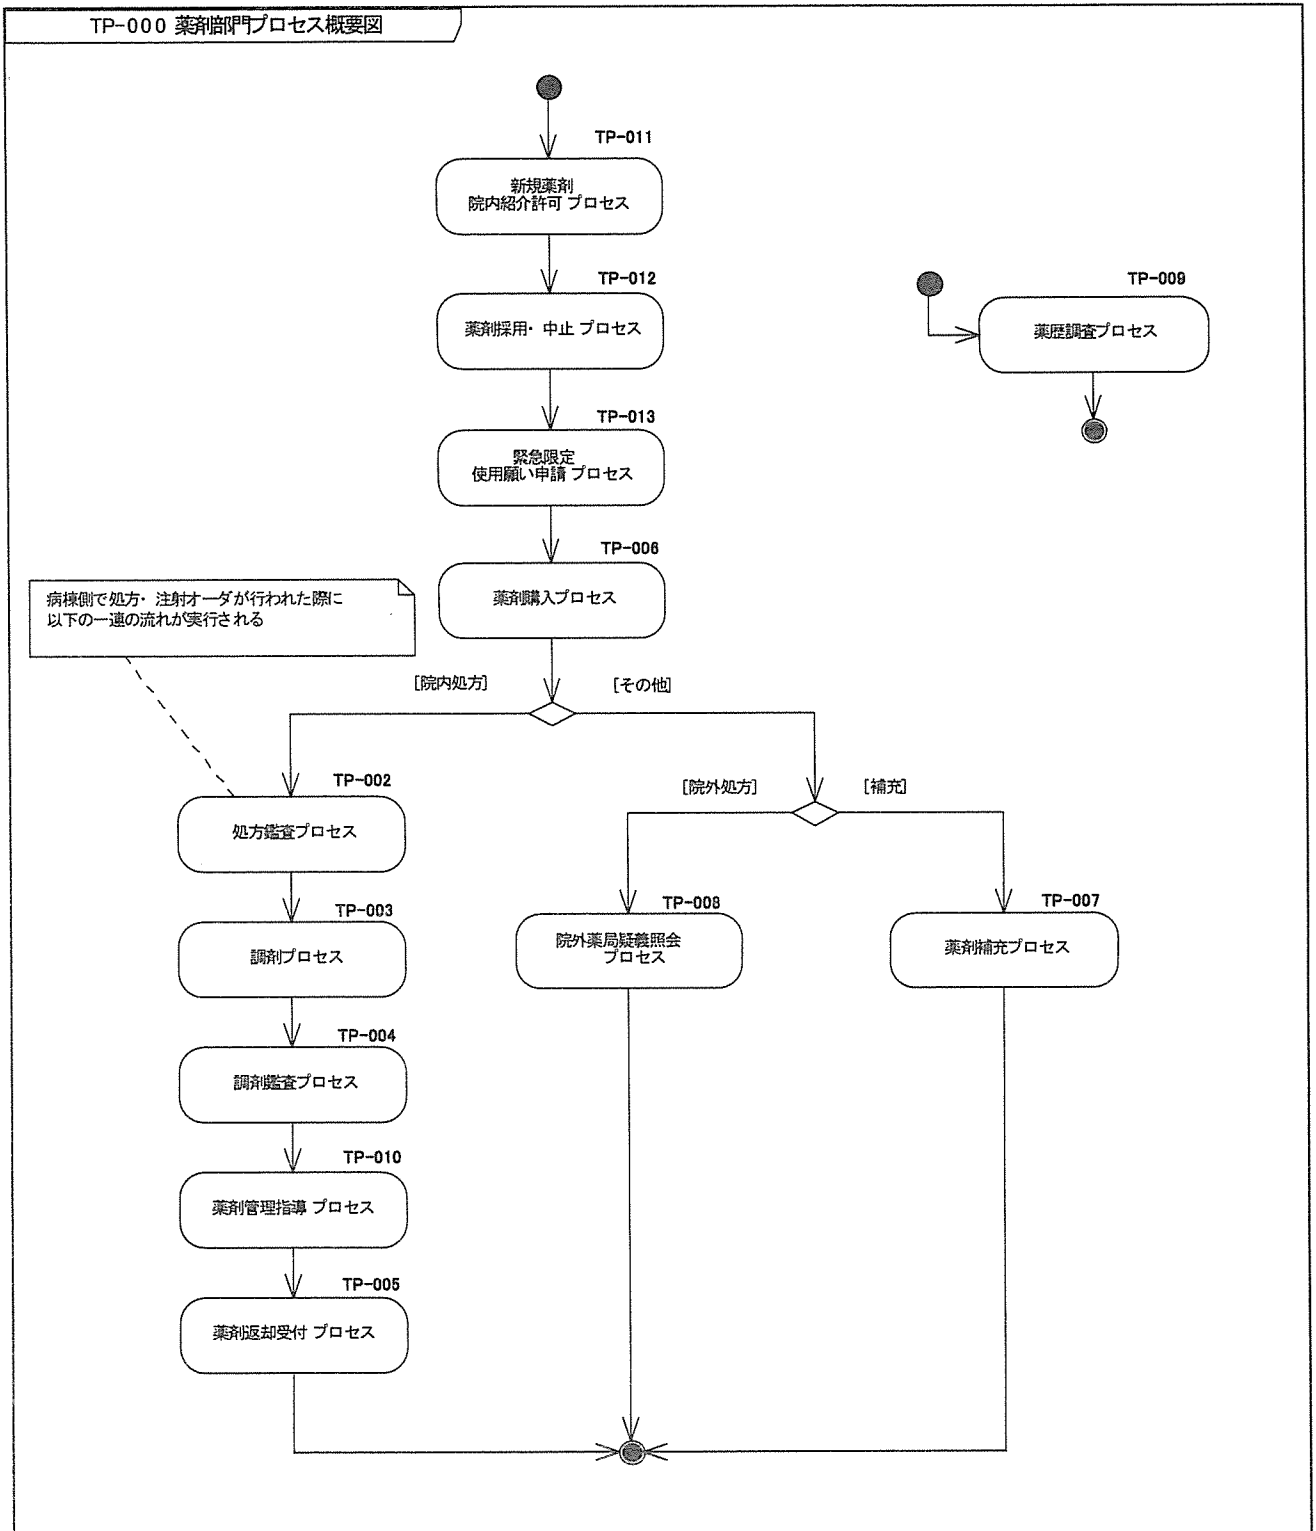 TP-000 薬剤部門プロセス概要図
TP-011
新規薬剤
院内紹介許可 プロセス
TP-012
薬剤採用・中止 プロセス
TP-009
薬歴調査プロセス
TP-013
緊急限定
使用願い申請 プロセス
TP-006
薬剤購入プロセス
病棟側で処方・注射オーダが行われた際に
以下の一連の流れが実行される
[院内処方]
[その他]
TP-002
処方鑑査プロセス
[院外処方]
[補充]
TP-003
調剤プロセス
TP-008
院外薬局疑義照会
プロセス
TP-007
薬剤補充プロセス
TP-004
調剤鑑査プロセス
TP-010
薬剤管理指導 プロセス
TP-005
薬剤返却受付 プロセス